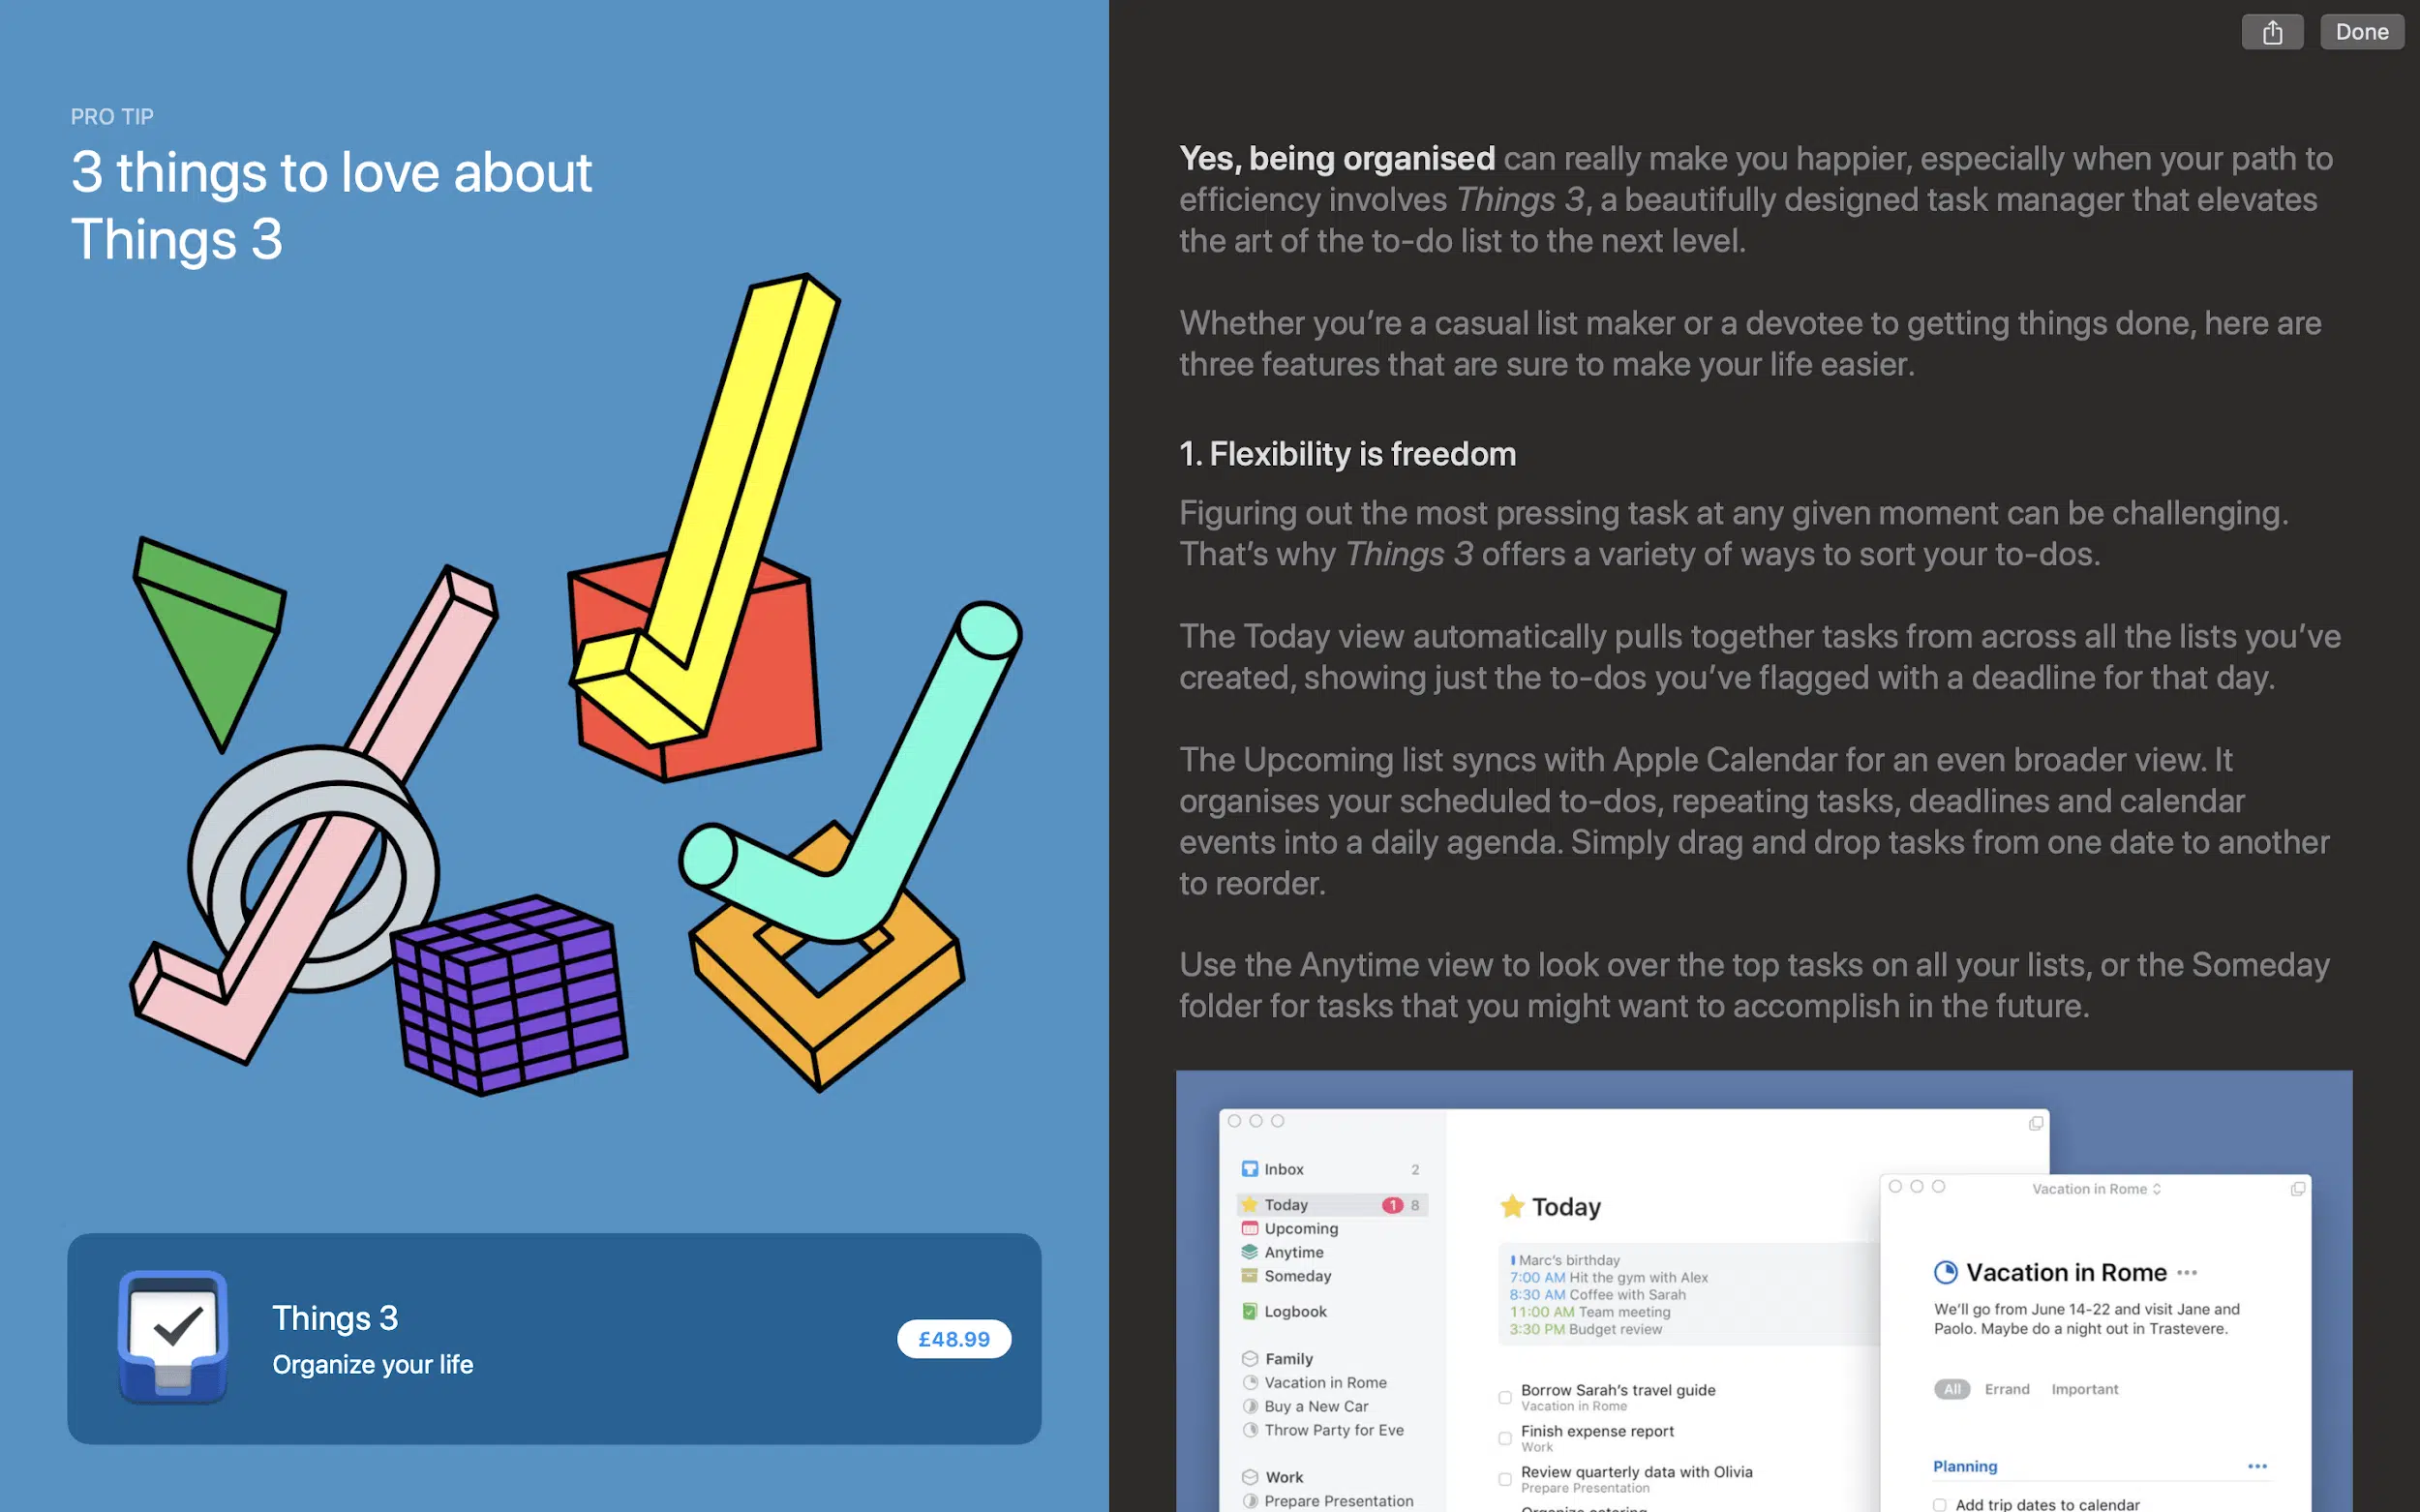 Done
PRO TIP
3 things to love about
Things 3
Things 3
Organize your life
£48.99
Yes, being organised can really make you happier, especially when your path to
efficiency involves Things 3, a beautifully designed task manager that elevates
the art of the to-do list to the next level.
Whether you’re a casual list maker or a devotee to getting things done, here are
three features that are sure to make your life easier.
1. Flexibility is freedom
Figuring out the most pressing task at any given moment can be challenging.
That’s why Things 3 offers a variety of ways to sort your to-dos.
The Today view automatically pulls together tasks from across all the lists you’ve
created, showing just the to-dos you’ve flagged with a deadline for that day.
The Upcoming list syncs with Apple Calendar for an even broader view. It
organises your scheduled to-dos, repeating tasks, deadlines and calendar
events into a daily agenda. Simply drag and drop tasks from one date to another
to reorder.
Use the Anytime view to look over the top tasks on all your lists, or the Someday
folder for tasks that you might want to accomplish in the future.
Inbox 2
Today 1 8
Upcoming
Anytime
Someday
Logbook
Family
Vacation in Rome
Buy a New Car
Throw Party for Eve
Work
Prepare Presentation
Today
Marc’s birthday
7:00 AM Hit the gym with Alex
8:30 AM Coffee with Sarah
11:00 AM Team meeting
3:30 PM Budget review
Borrow Sarah’s travel guide
Vacation in Rome
Finish expense report
Work
Review quarterly data with Olivia
Prepare Presentation
Vacation in Rome
Vacation in Rome
We’ll go from June 14-22 and visit Jane and
Paolo. Maybe do a night out in Trastevere.
All Errand Important
Planning
Add trip dates to calendar